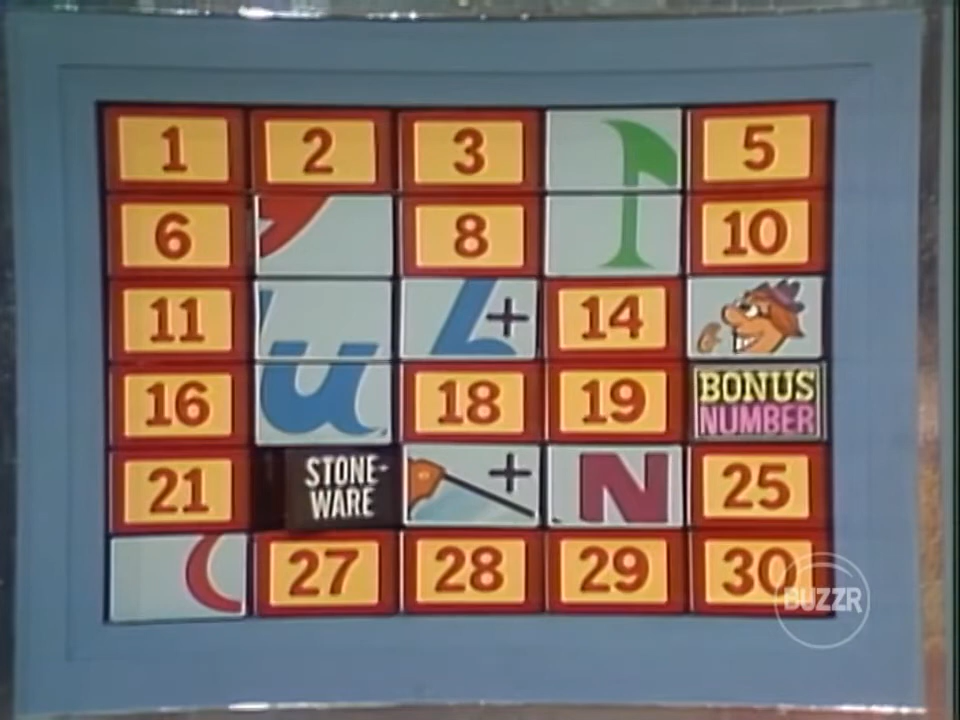 1 2 3 5
6 8 10
11 + 14
16 u 18 19 BONUS
NUMBER
21 STONE-
WARE + N 25
27 28 29 30
BUZZR